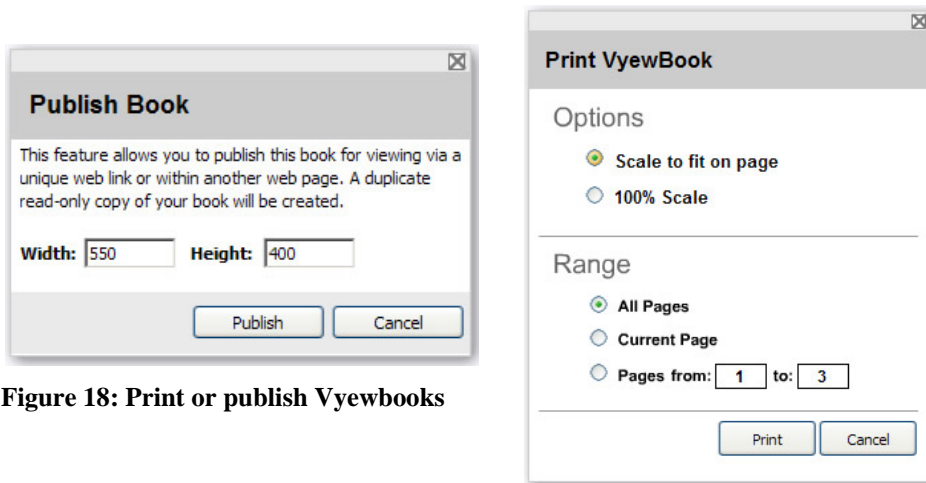 Publish Book
This feature allows you to publish this book for viewing via a
unique web link or within another web page. A duplicate
read-only copy of your book will be created.
Width: 550 Height: 400
Publish Cancel
Figure 18: Print or publish Vyewbooks
Print VyewBook
Options
Scale to fit on page
100% Scale
Range
All Pages
Current Page
Pages from: 1 to: 3
Print Cancel